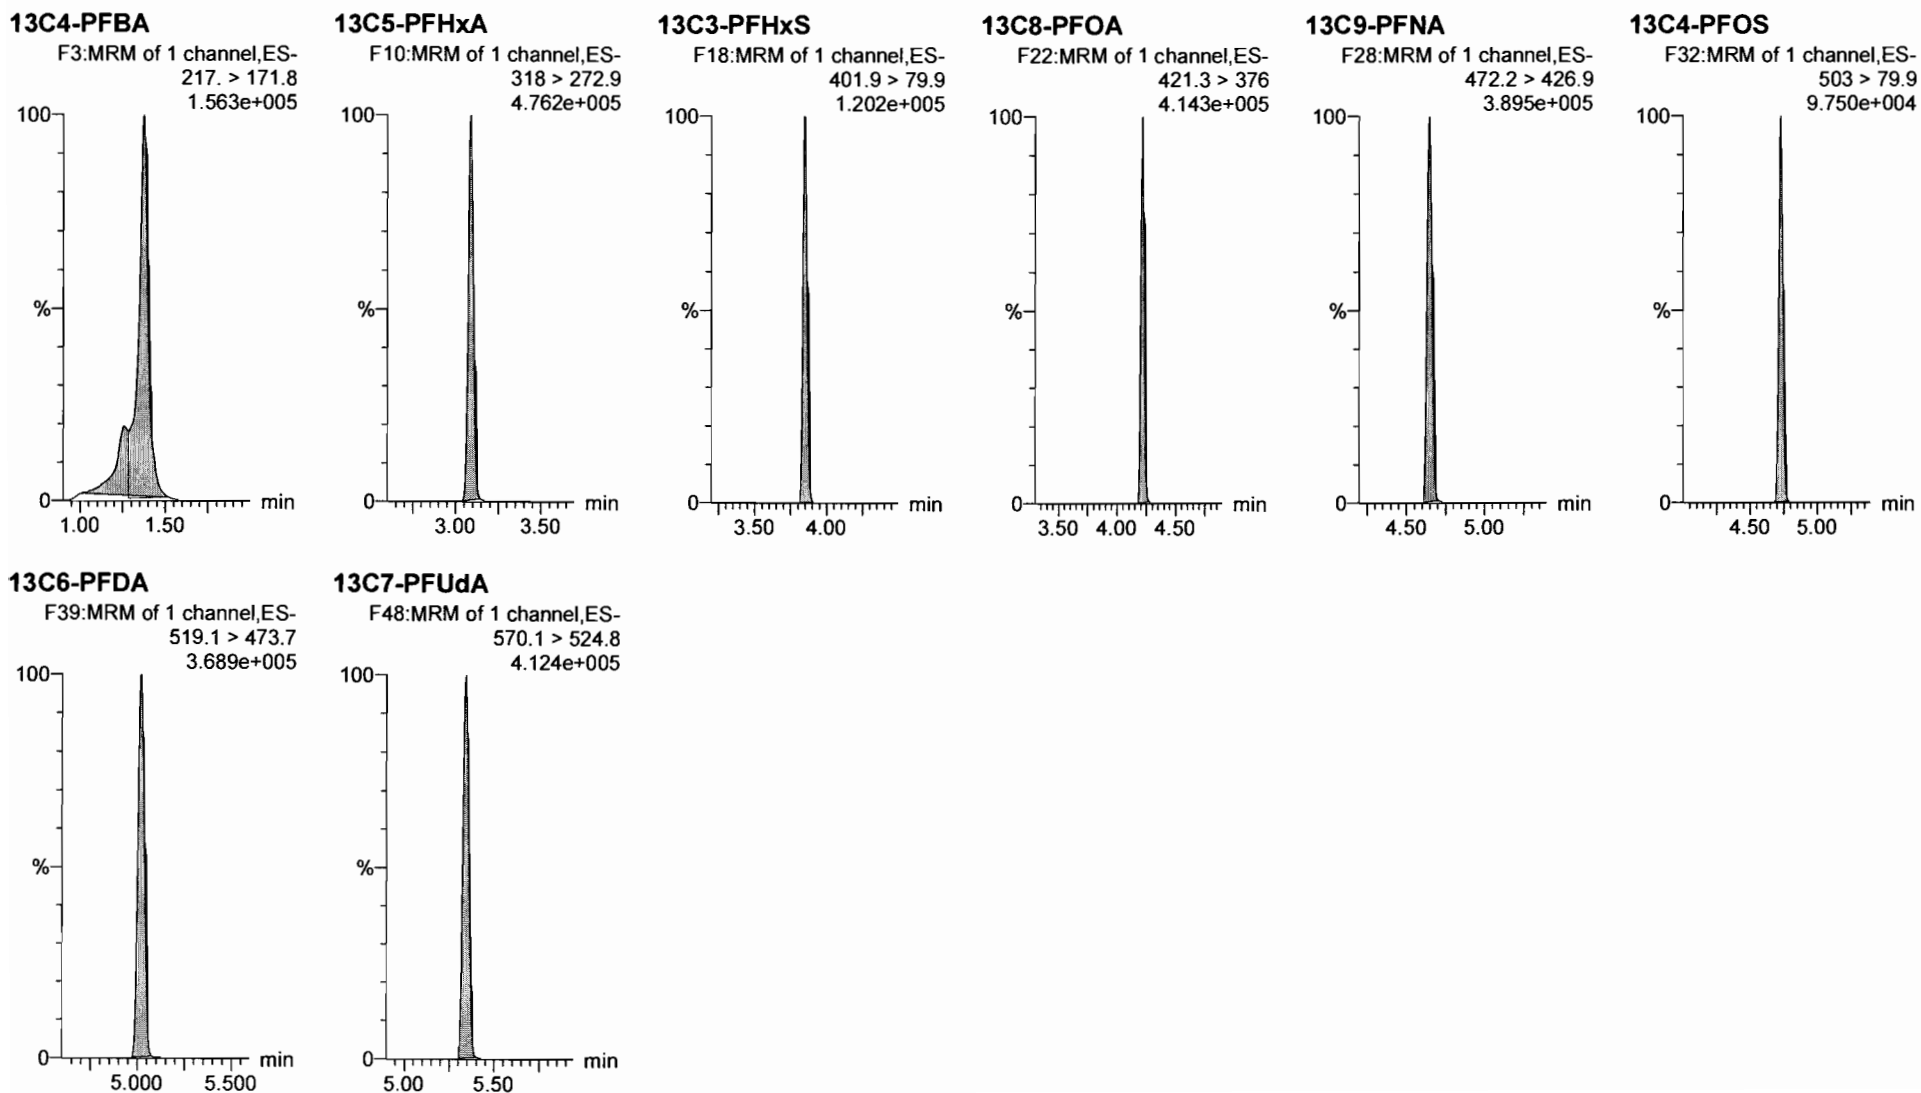 13C4-PFBA
F3:MRM of 1 channel,ES-
217. > 171.8
1.563e+005
100
%
0
min
1.00 1.50
13C5-PFHxA
F10:MRM of 1 channel,ES-
318 > 272.9
4.762e+005
100
%
0
min
3.00 3.50
13C3-PFHxS
F18:MRM of 1 channel,ES-
401.9 > 79.9
1.202e+005
100
%
0
min
3.50 4.00
13C8-PFOA
F22:MRM of 1 channel,ES-
421.3 > 376
4.143e+005
100
%
0
min
3.50 4.00 4.50
13C9-PFNA
F28:MRM of 1 channel,ES-
472.2 > 426.9
3.895e+005
100
%
0
min
4.50 5.00
13C4-PFOS
F32:MRM of 1 channel,ES-
503 > 79.9
9.750e+004
100
%
0
min
4.50 5.00
13C6-PFDA
F39:MRM of 1 channel,ES-
519.1 > 473.7
3.689e+005
100
%
0
min
5.000 5.500
13C7-PFUdA
F48:MRM of 1 channel,ES-
570.1 > 524.8
4.124e+005
100
%
0
min
5.00 5.50